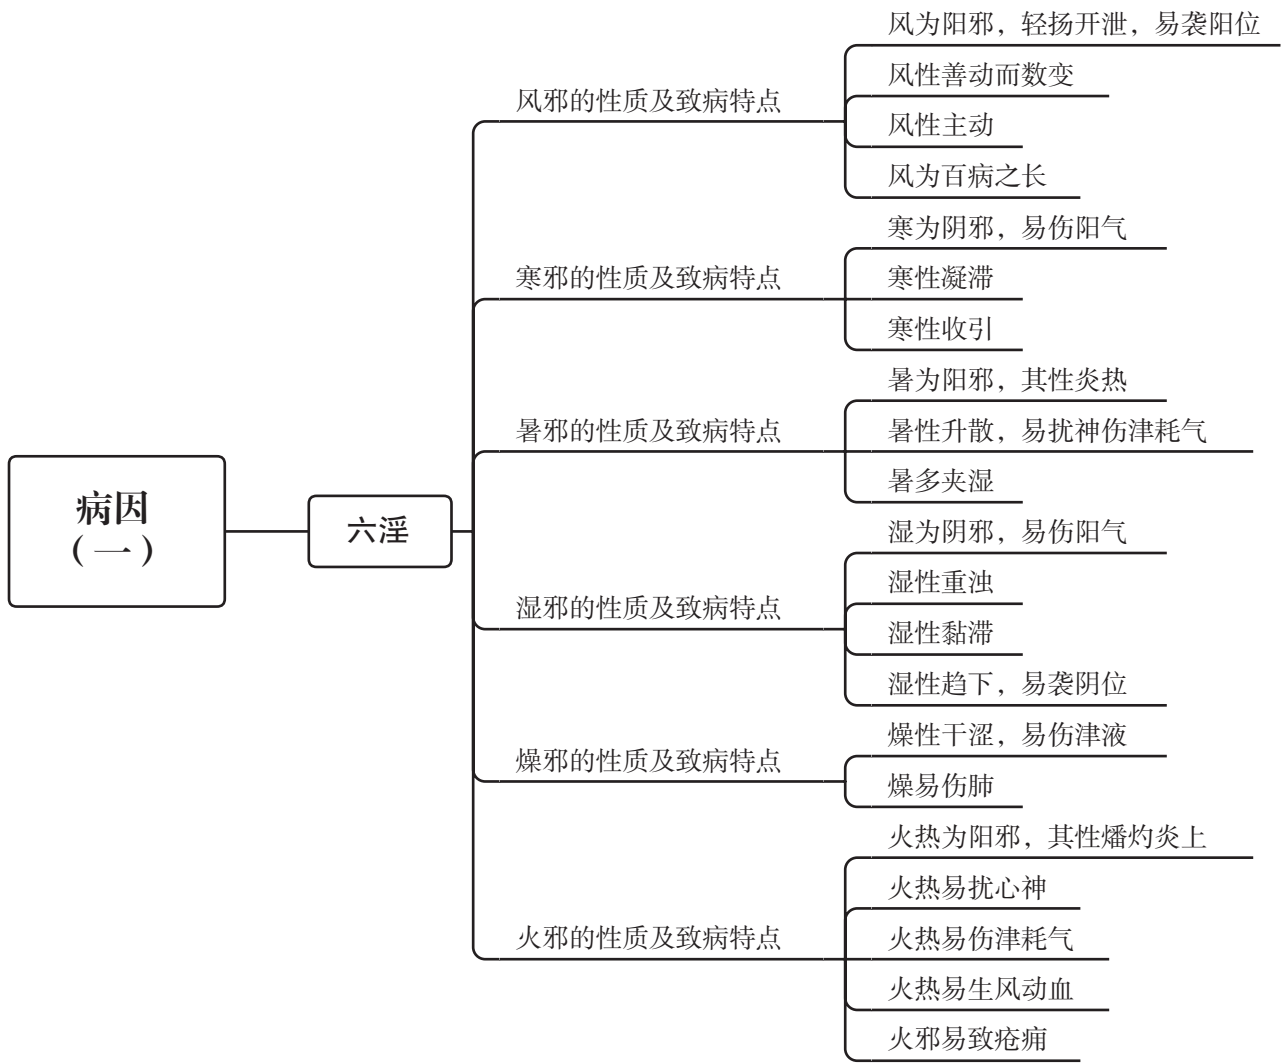 病因
（一）
六淫
风邪的性质及致病特点
风为阳邪，轻扬开泄，易袭阳位
风性善动而数变
风性主动
风为百病之长
寒邪的性质及致病特点
寒为阴邪，易伤阳气
寒性凝滞
寒性收引
暑邪的性质及致病特点
暑为阳邪，其性炎热
暑性升散，易扰神伤津耗气
暑多夹湿
湿邪的性质及致病特点
湿为阴邪，易伤阳气
湿性重浊
湿性黏滞
湿性趋下，易袭阴位
燥邪的性质及致病特点
燥性干涩，易伤津液
燥易伤肺
火邪的性质及致病特点
火热为阳邪，其性燔灼炎上
火热易扰心神
火热易伤津耗气
火热易生风动血
火邪易致疮痈